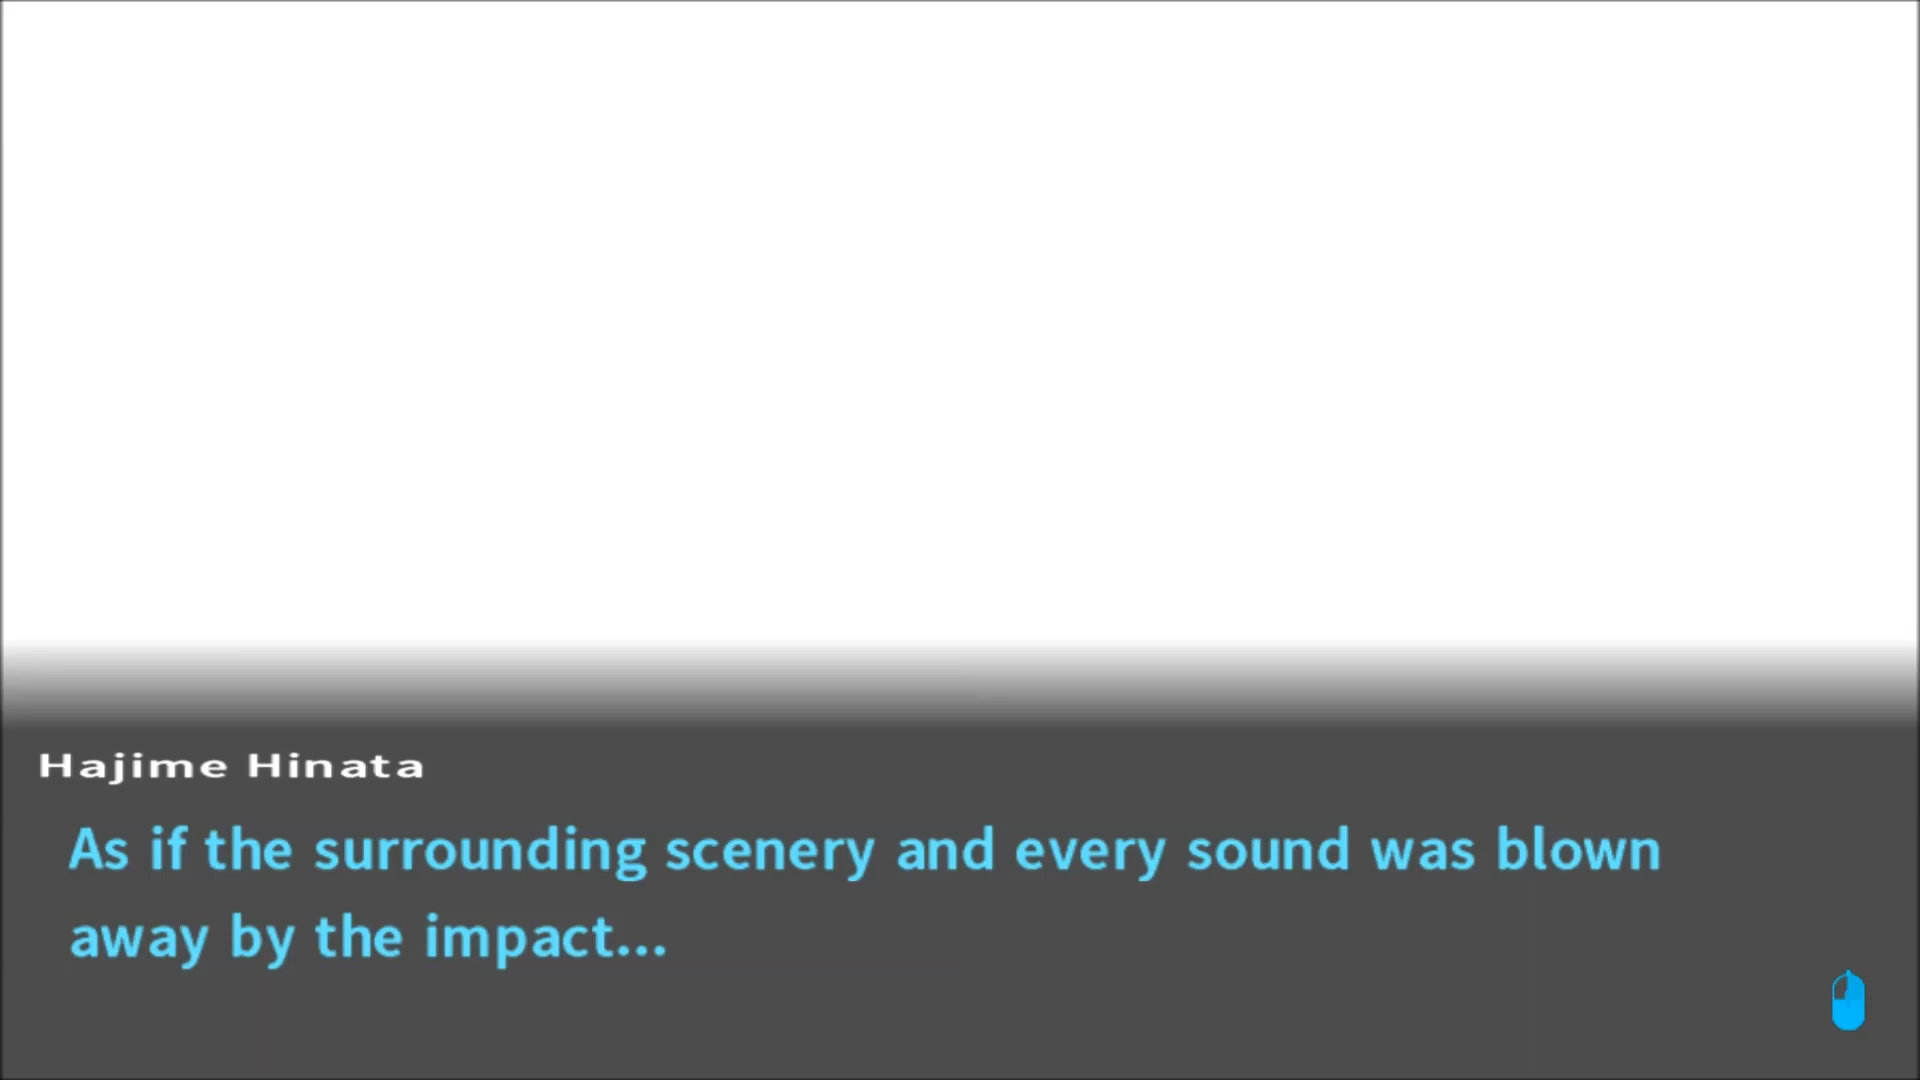 Hajime Hinata
As if the surrounding scenery and every sound was blown
away by the impact...